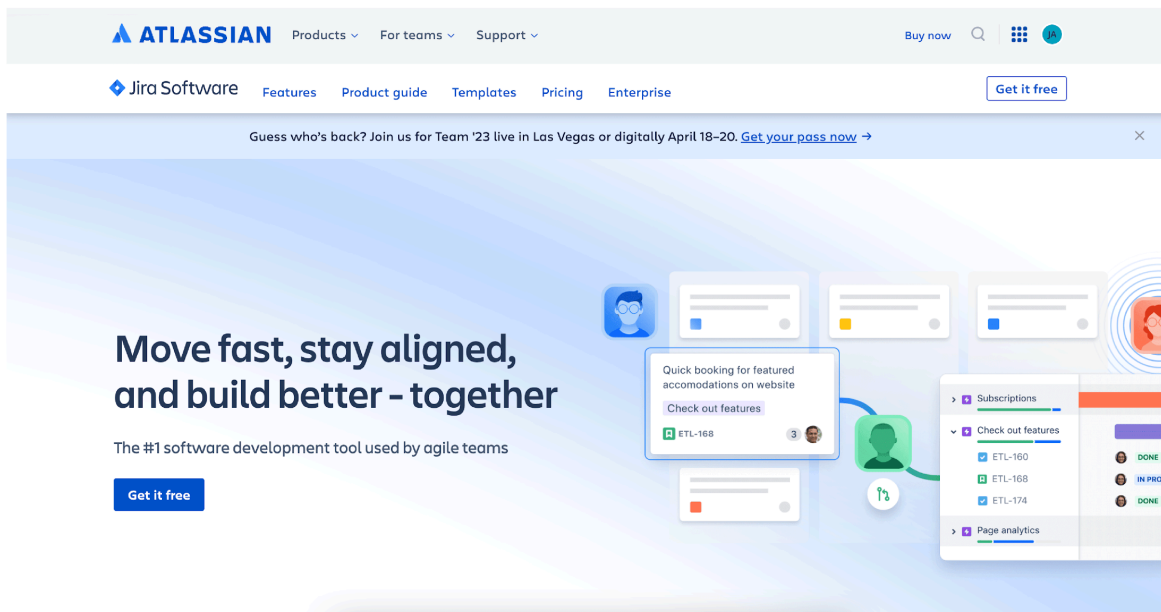 ATLASSIAN Products For teams Support Buy now JA
Jira Software Features Product guide Templates Pricing Enterprise Get it free
Guess who's back? Join us for Team '23 live in Las Vegas or digitally April 18–20. Get your pass now →
Move fast, stay aligned,
and build better – together
The #1 software development tool used by agile teams
Get it free
Quick booking for featured
accomodations on website
Check out features
ETL-168 3
Subscriptions
Check out features
ETL-160 DONE
ETL-168 IN PRO
ETL-174 DONE
Page analytics